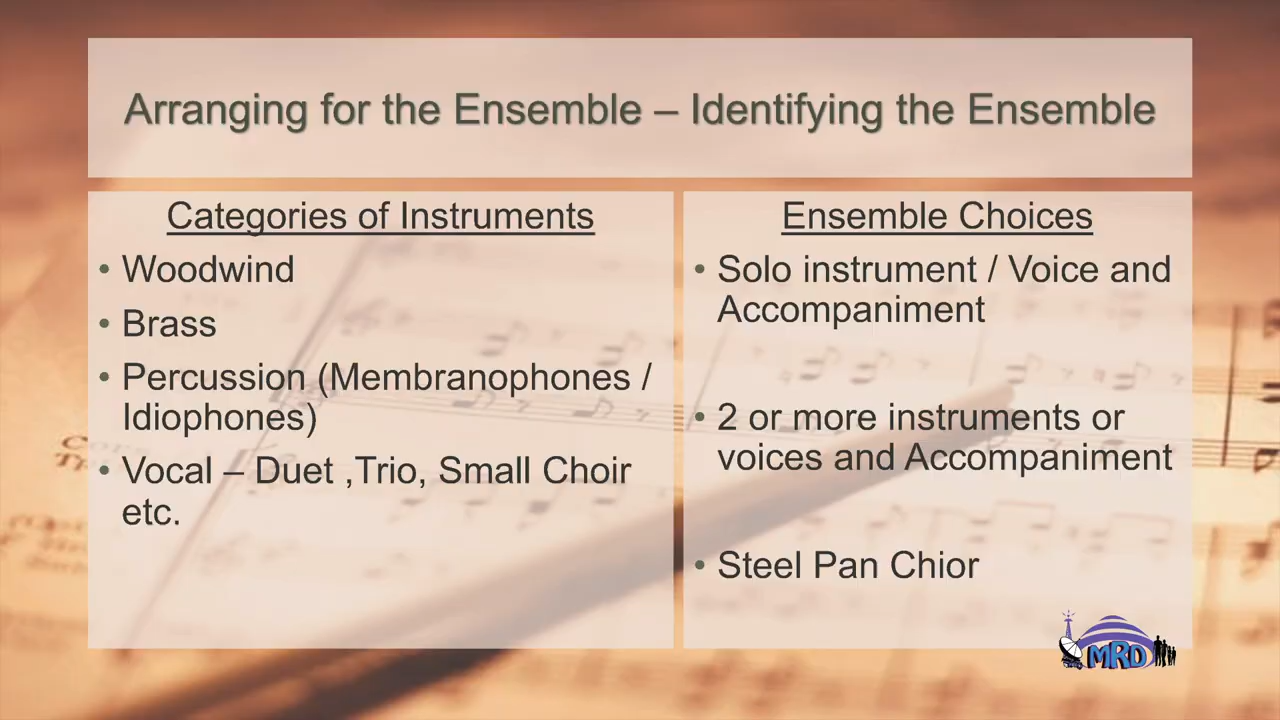 Arranging for the Ensemble – Identifying the Ensemble
Categories of Instruments
• Woodwind
• Brass
• Percussion (Membranophones /
Idiophones)
• Vocal – Duet ,Trio, Small Choir
etc.
Ensemble Choices
• Solo instrument / Voice and
Accompaniment
• 2 or more instruments or
voices and Accompaniment
• Steel Pan Chior
MRD